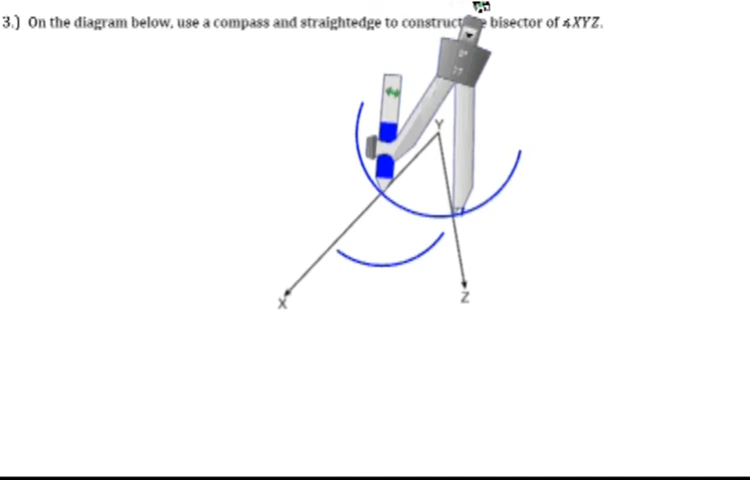 3.) On the diagram below, use a compass and straightedge to construct bisector of ∡XYZ.
Y
X
Z